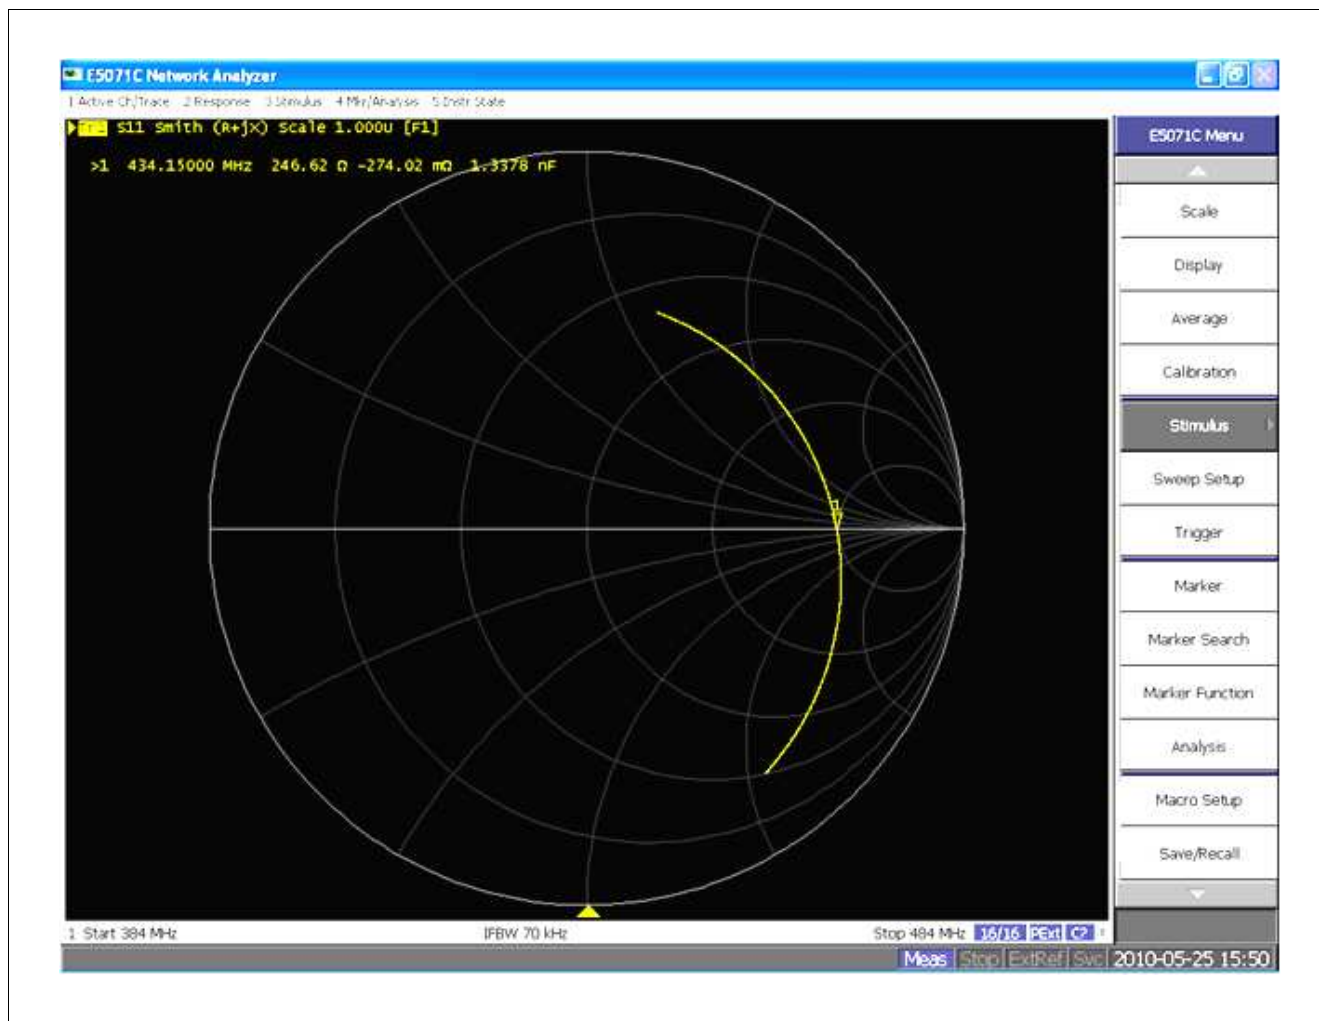 E5071C Network Analyzer
1 Active Ch/Trace 2 Response 3 Stimulus 4 Mkr/Analysis 5 Instr State
Tr1 S11 Smith (R+jX) Scale 1.000U [F1]
>1 434.15000 MHz 246.62 Ω -274.02 mΩ 1.3378 nF
1
E5071C Menu
Scale
Display
Average
Calibration
Stimulus
Sweep Setup
Trigger
Marker
Marker Search
Marker Function
Analysis
Macro Setup
Save/Recall
1 Start 384 MHz IFBW 70 kHz Stop 484 MHz 16/16 PExt C?
Meas Stop ExtRef Svc 2010-05-25 15:50